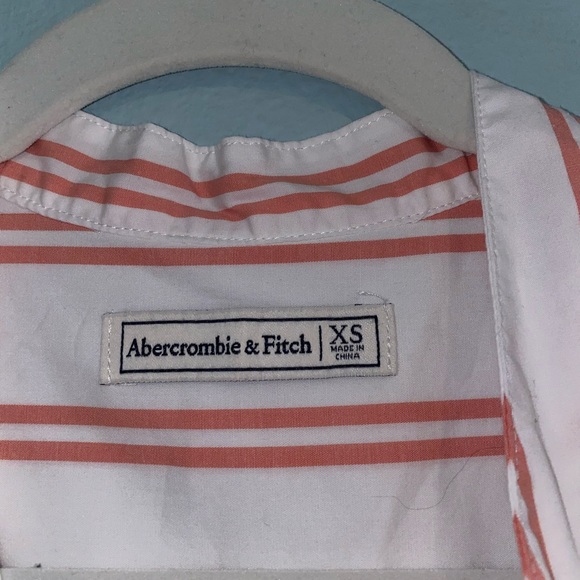 Abercrombie & Fitch
XS
MADE IN
CHINA